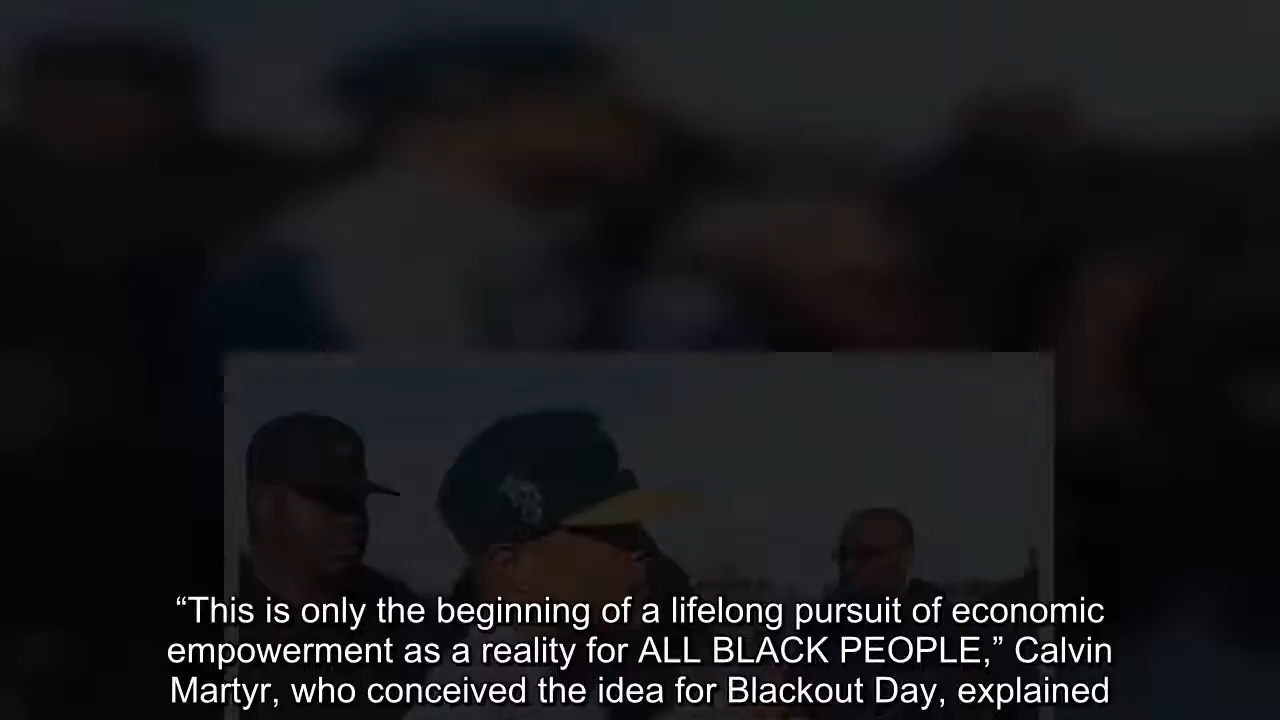 “This is only the beginning of a lifelong pursuit of economic
empowerment as a reality for ALL BLACK PEOPLE,” Calvin
Martyr, who conceived the idea for Blackout Day, explained